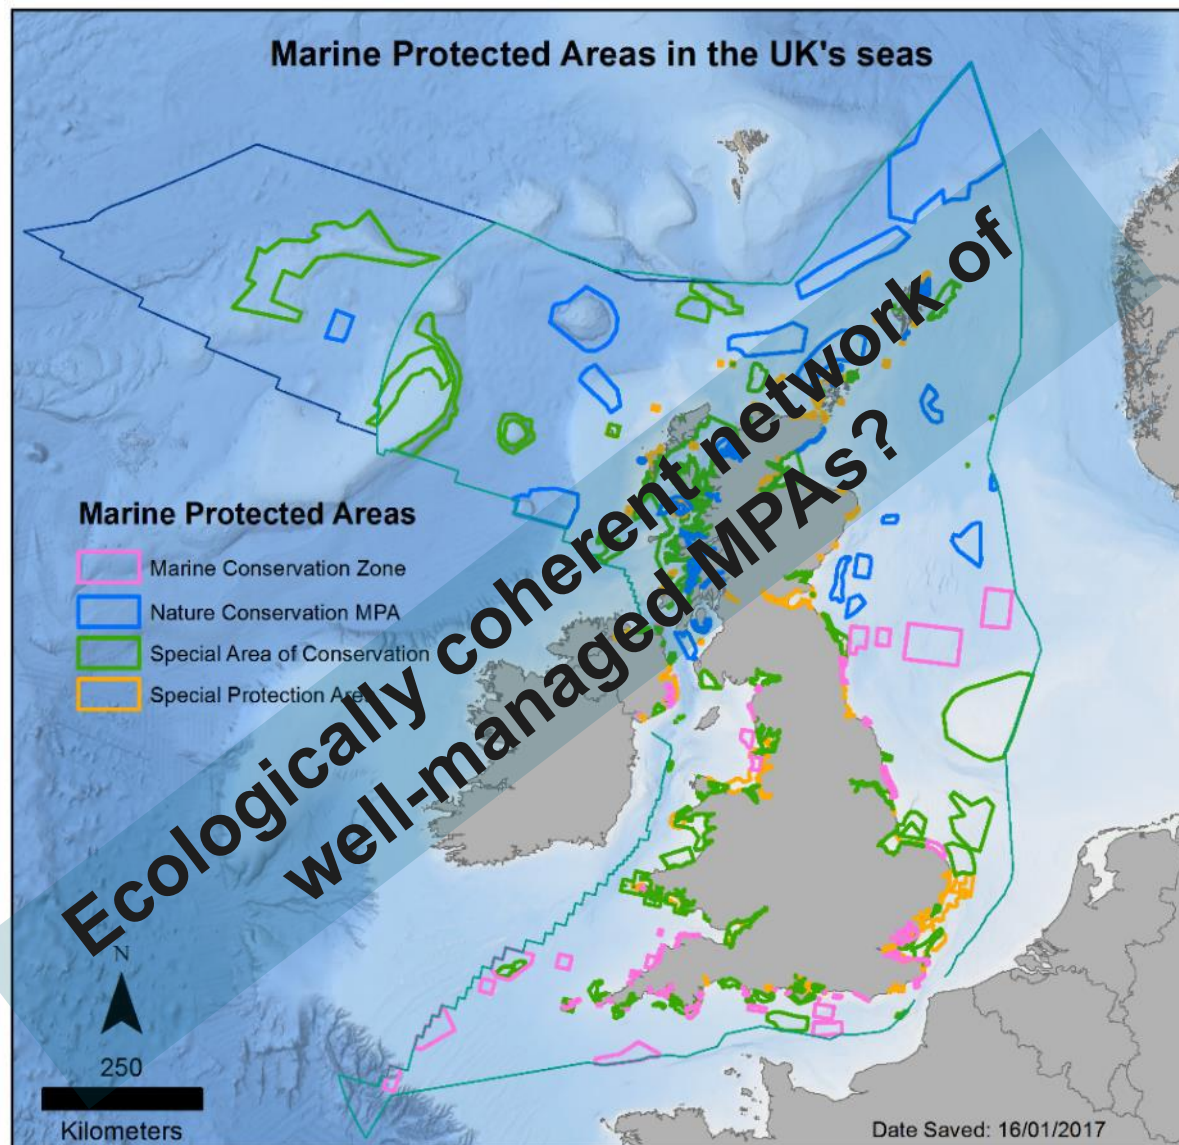 Marine Protected Areas in the UK's seas
Ecologically coherent network of
well-managed MPAs?
Marine Protected Areas
Marine Conservation Zone
Nature Conservation MPA
Special Area of Conservation
Special Protection Area
N
250
Kilometers
Date Saved: 16/01/2017